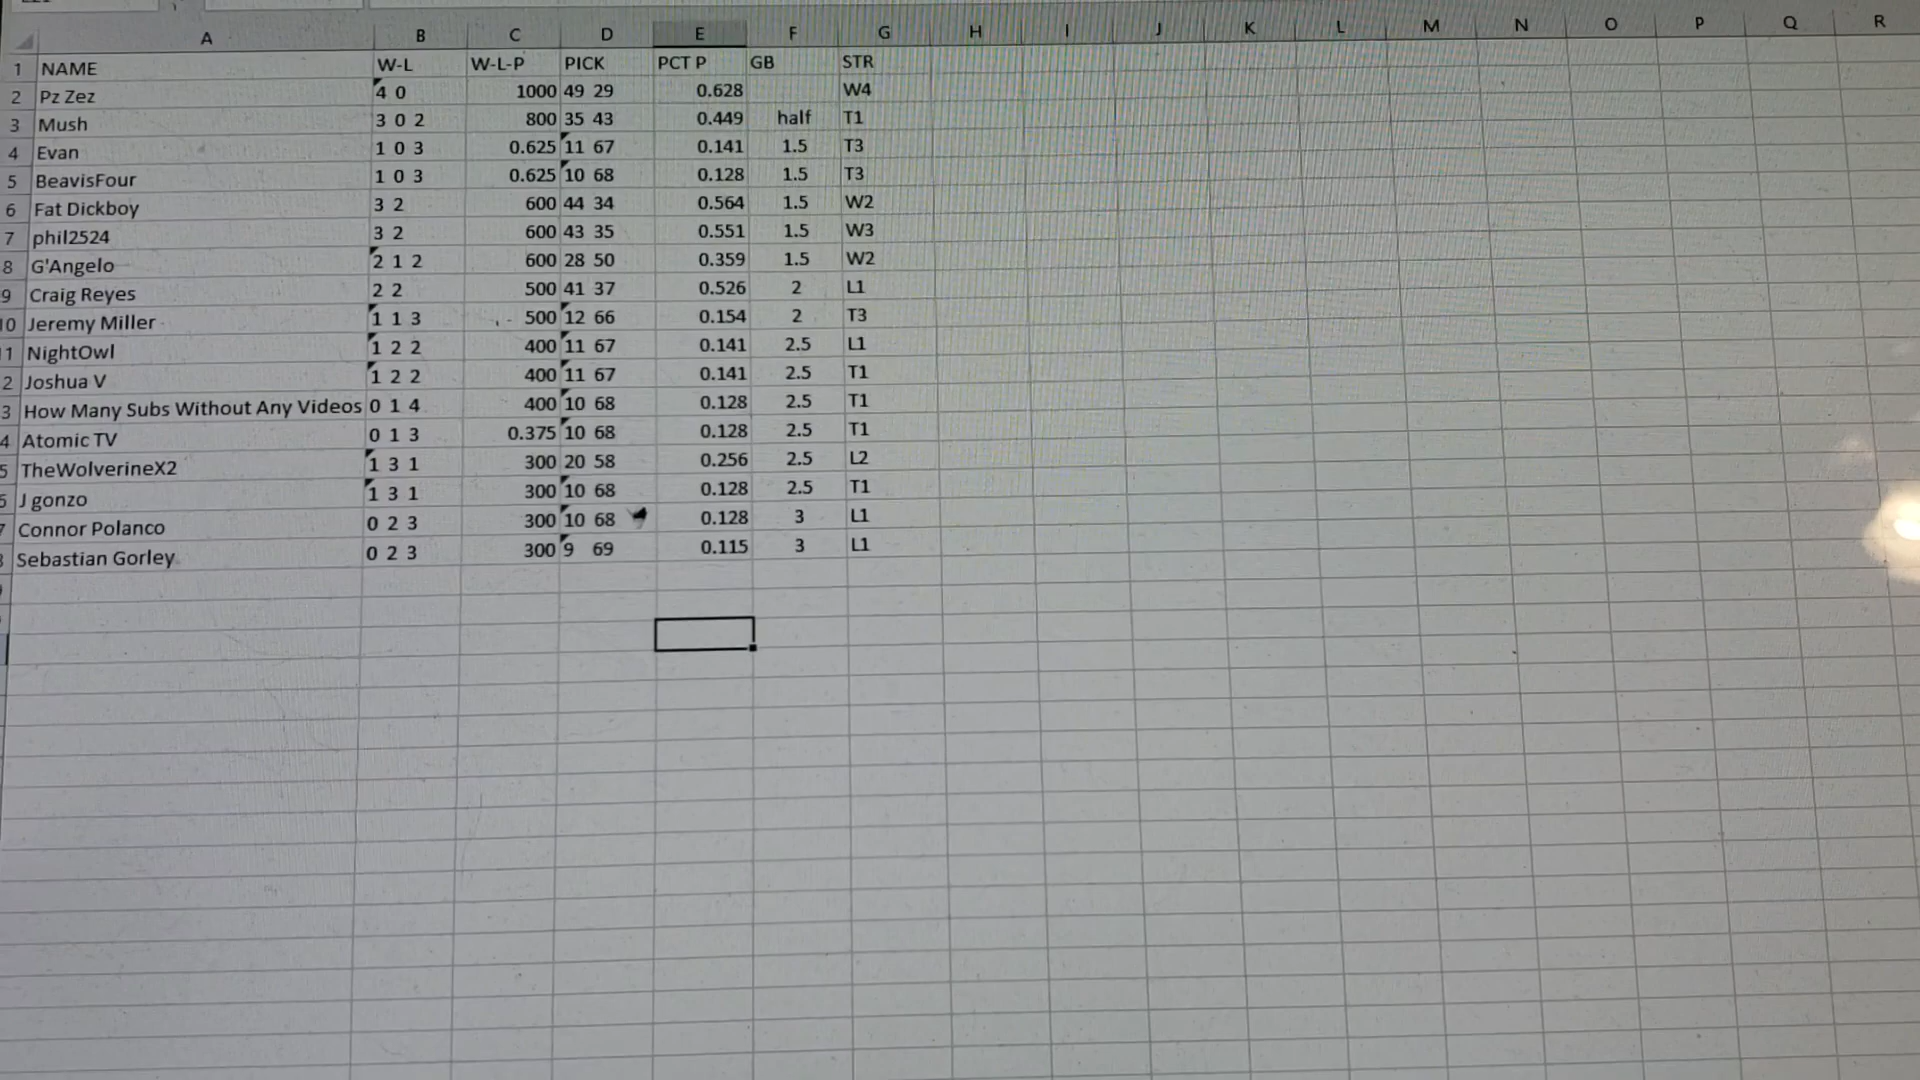 A B C D E F G H I J K L M N O P Q R
1 NAME W-L W-L-P PICK PCT P GB STR
2 Pz Zez 4 0 1000 49 29 0.628 W4
3 Mush 3 0 2 800 35 43 0.449 half T1
4 Evan 1 0 3 0.625 11 67 0.141 1.5 T3
5 BeavisFour 1 0 3 0.625 10 68 0.128 1.5 T3
6 Fat Dickboy 3 2 600 44 34 0.564 1.5 W2
7 phil2524 3 2 600 43 35 0.551 1.5 W3
8 G'Angelo 2 1 2 600 28 50 0.359 1.5 W2
9 Craig Reyes 2 2 500 41 37 0.526 2 L1
10 Jeremy Miller 1 1 3 500 12 66 0.154 2 T3
1 NightOwl 1 2 2 400 11 67 0.141 2.5 L1
2 Joshua V 1 2 2 400 11 67 0.141 2.5 T1
3 How Many Subs Without Any Videos 0 1 4 400 10 68 0.128 2.5 T1
4 Atomic TV 0 1 3 0.375 10 68 0.128 2.5 T1
5 TheWolverineX2 1 3 1 300 20 58 0.256 2.5 L2
J gonzo 1 3 1 300 10 68 0.128 2.5 T1
Connor Polanco 0 2 3 300 10 68 0.128 3 L1
Sebastian Gorley 0 2 3 300 9 69 0.115 3 L1